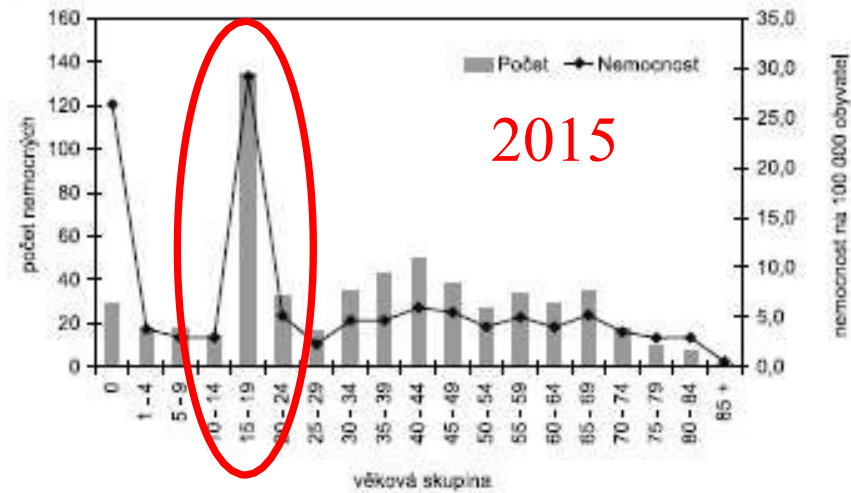 160
140
120
100
80
60
40
20
0
počet nemocných
35,0
30,0
25,0
20,0
15,0
10,0
5,0
0,0
nemocnost na 100 000 obyvatel
Počet
Nemocnost
2015
0
1 - 4
5 - 9
10 - 14
15 - 19
20 - 24
25 - 29
30 - 34
35 - 39
40 - 44
45 - 49
50 - 54
55 - 59
60 - 64
65 - 69
70 - 74
75 - 79
80 - 84
85 +
věková skupina